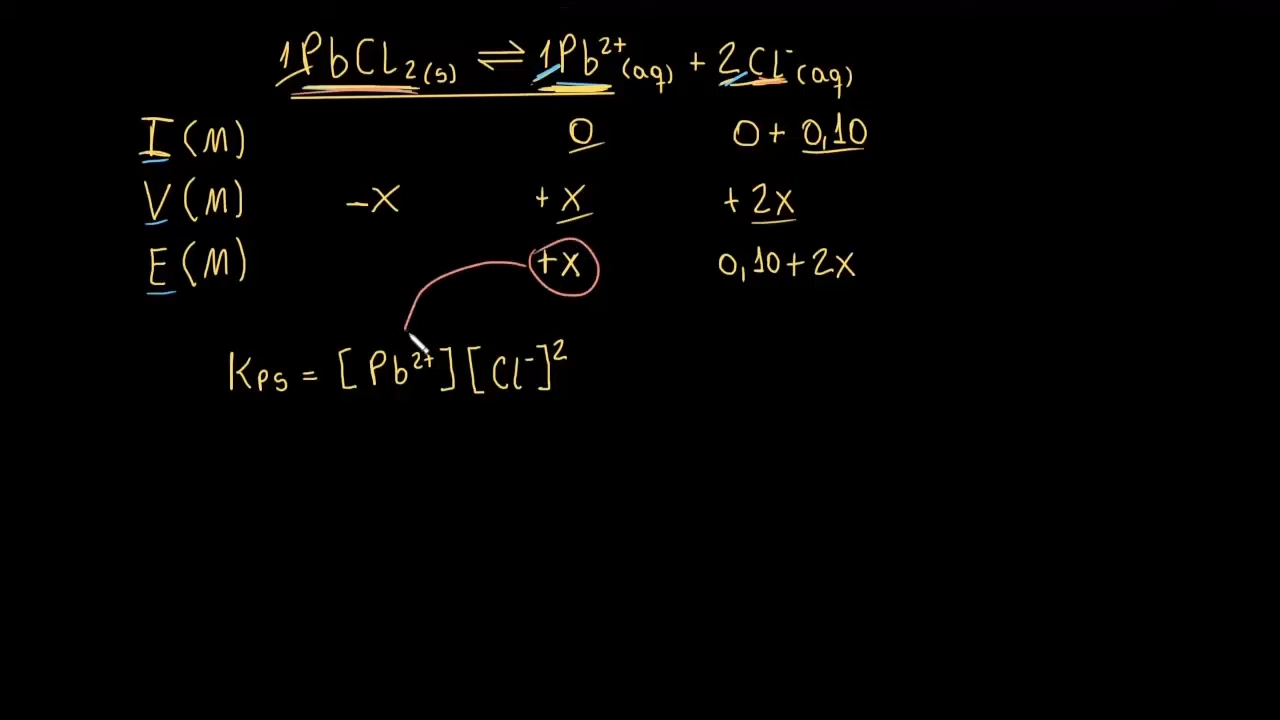 1PbCl₂(s) ⇌ 1Pb²⁺(aq) + 2Cl⁻(aq)
I (M) 0 0 + 0,10
V (M) -X + X + 2X
E (M) +X 0,10+2X
KPS = [Pb²⁺][Cl⁻]²